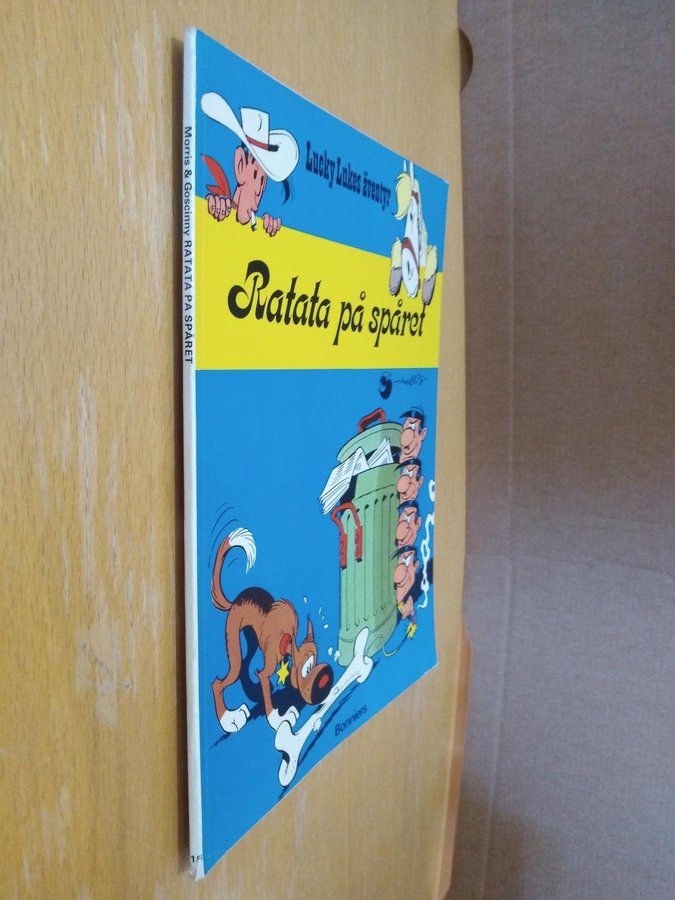 Lucky Lukes äventyr
Ratata på spåret
Bonniers
Morris & Goscinny RATATA PÅ SPÅRET